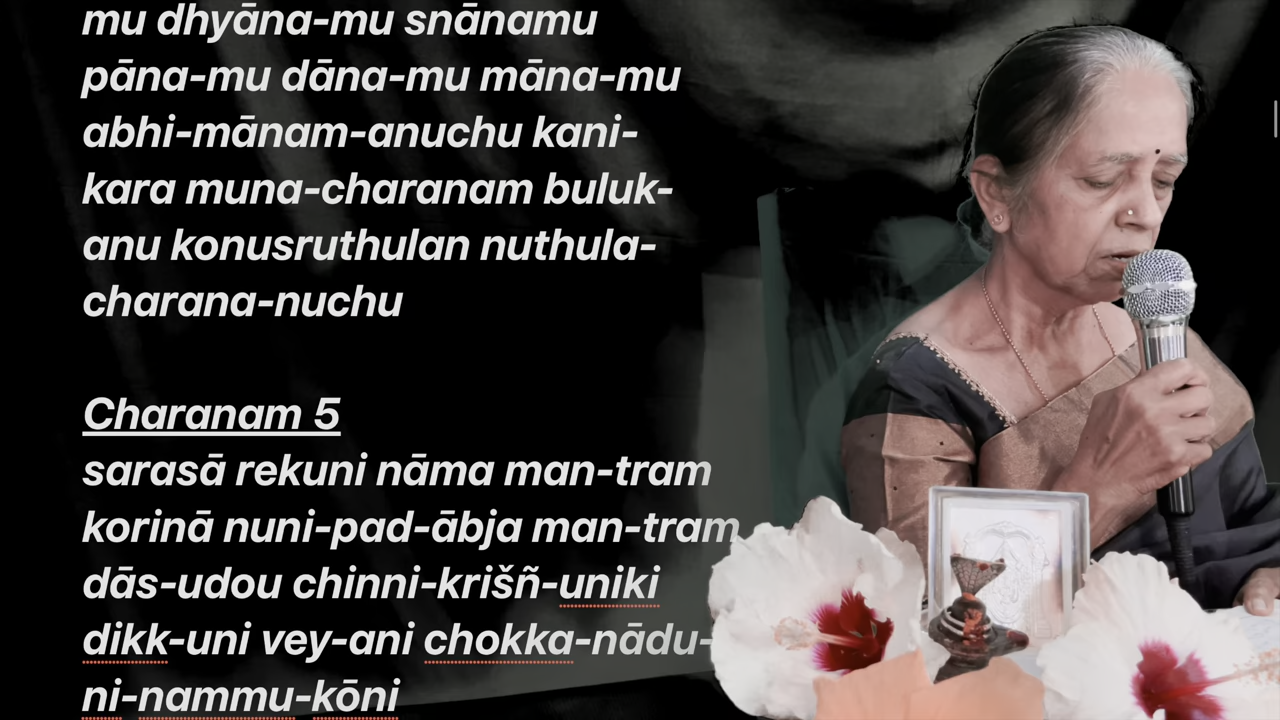 mu dhyāna-mu snānamu
pāna-mu dāna-mu māna-mu
abhi-mānam-anuchu kani-
kara muna-charanam buluk-
anu konusruthulan nuthula-
charana-nuchu
Charanam 5
sarasā rekuni nāma man-tram
korinā nuni-pad-ābja man-tram
dās-udou chinni-krišñ-uniki
dikk-uni vey-ani chokka-nādu-
ni-nammu-kōni